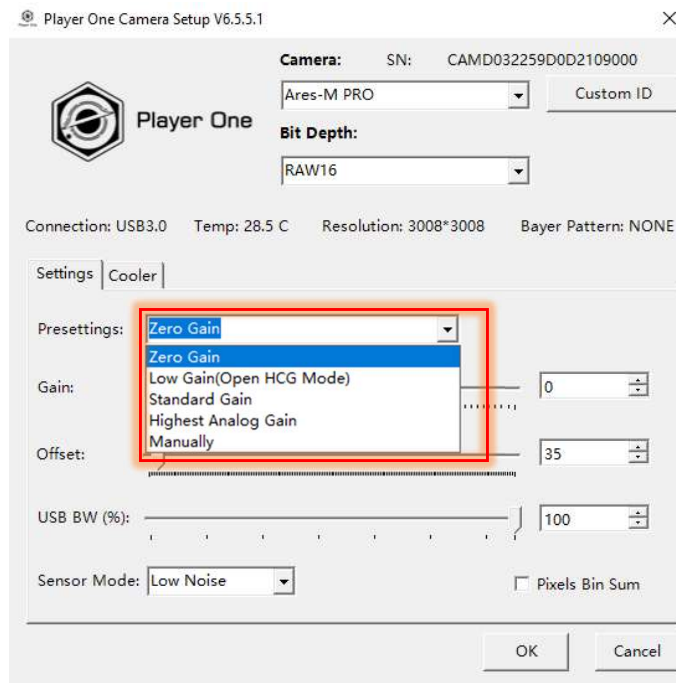 Player One Camera Setup V6.5.5.1
Camera: SN: CAMD032259D0D2109000
Ares-M PRO Custom ID
Player One
Bit Depth:
RAW16
Connection: USB3.0 Temp: 28.5 C Resolution: 3008*3008 Bayer Pattern: NONE
Settings Cooler
Presettings: Zero Gain
Zero Gain
Low Gain(Open HCG Mode)
Standard Gain
Highest Analog Gain
Manually
Gain: 0
Offset: 35
USB BW (%): 100
Sensor Mode: Low Noise Pixels Bin Sum
OK Cancel